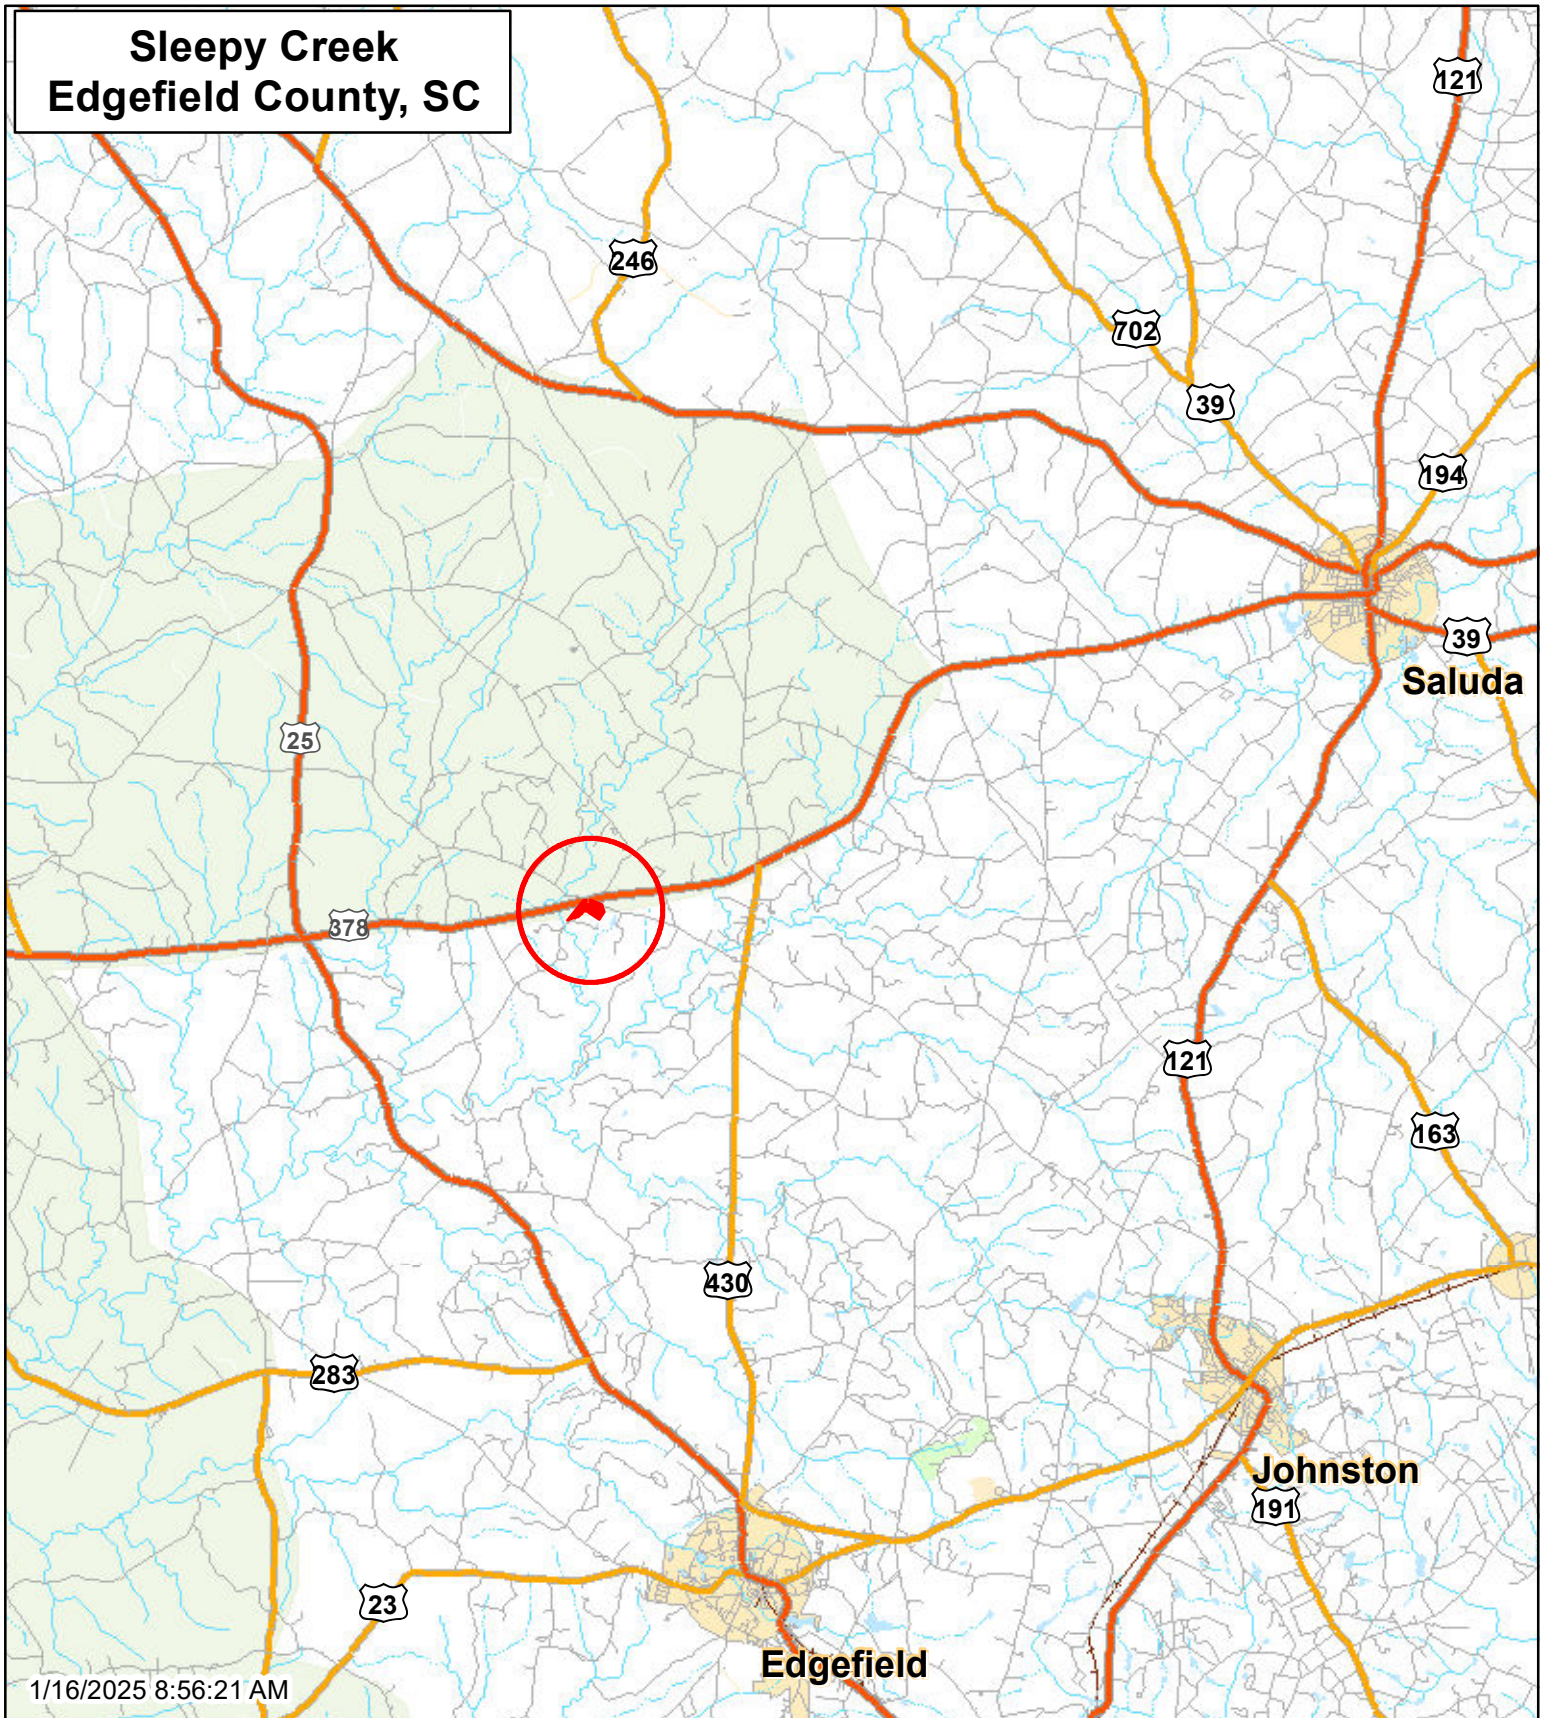 Sleepy Creek
Edgefield County, SC
121
246
702
39
194
39
Saluda
25
378
121
163
430
283
Johnston
191
23
Edgefield
1/16/2025 8:56:21 AM